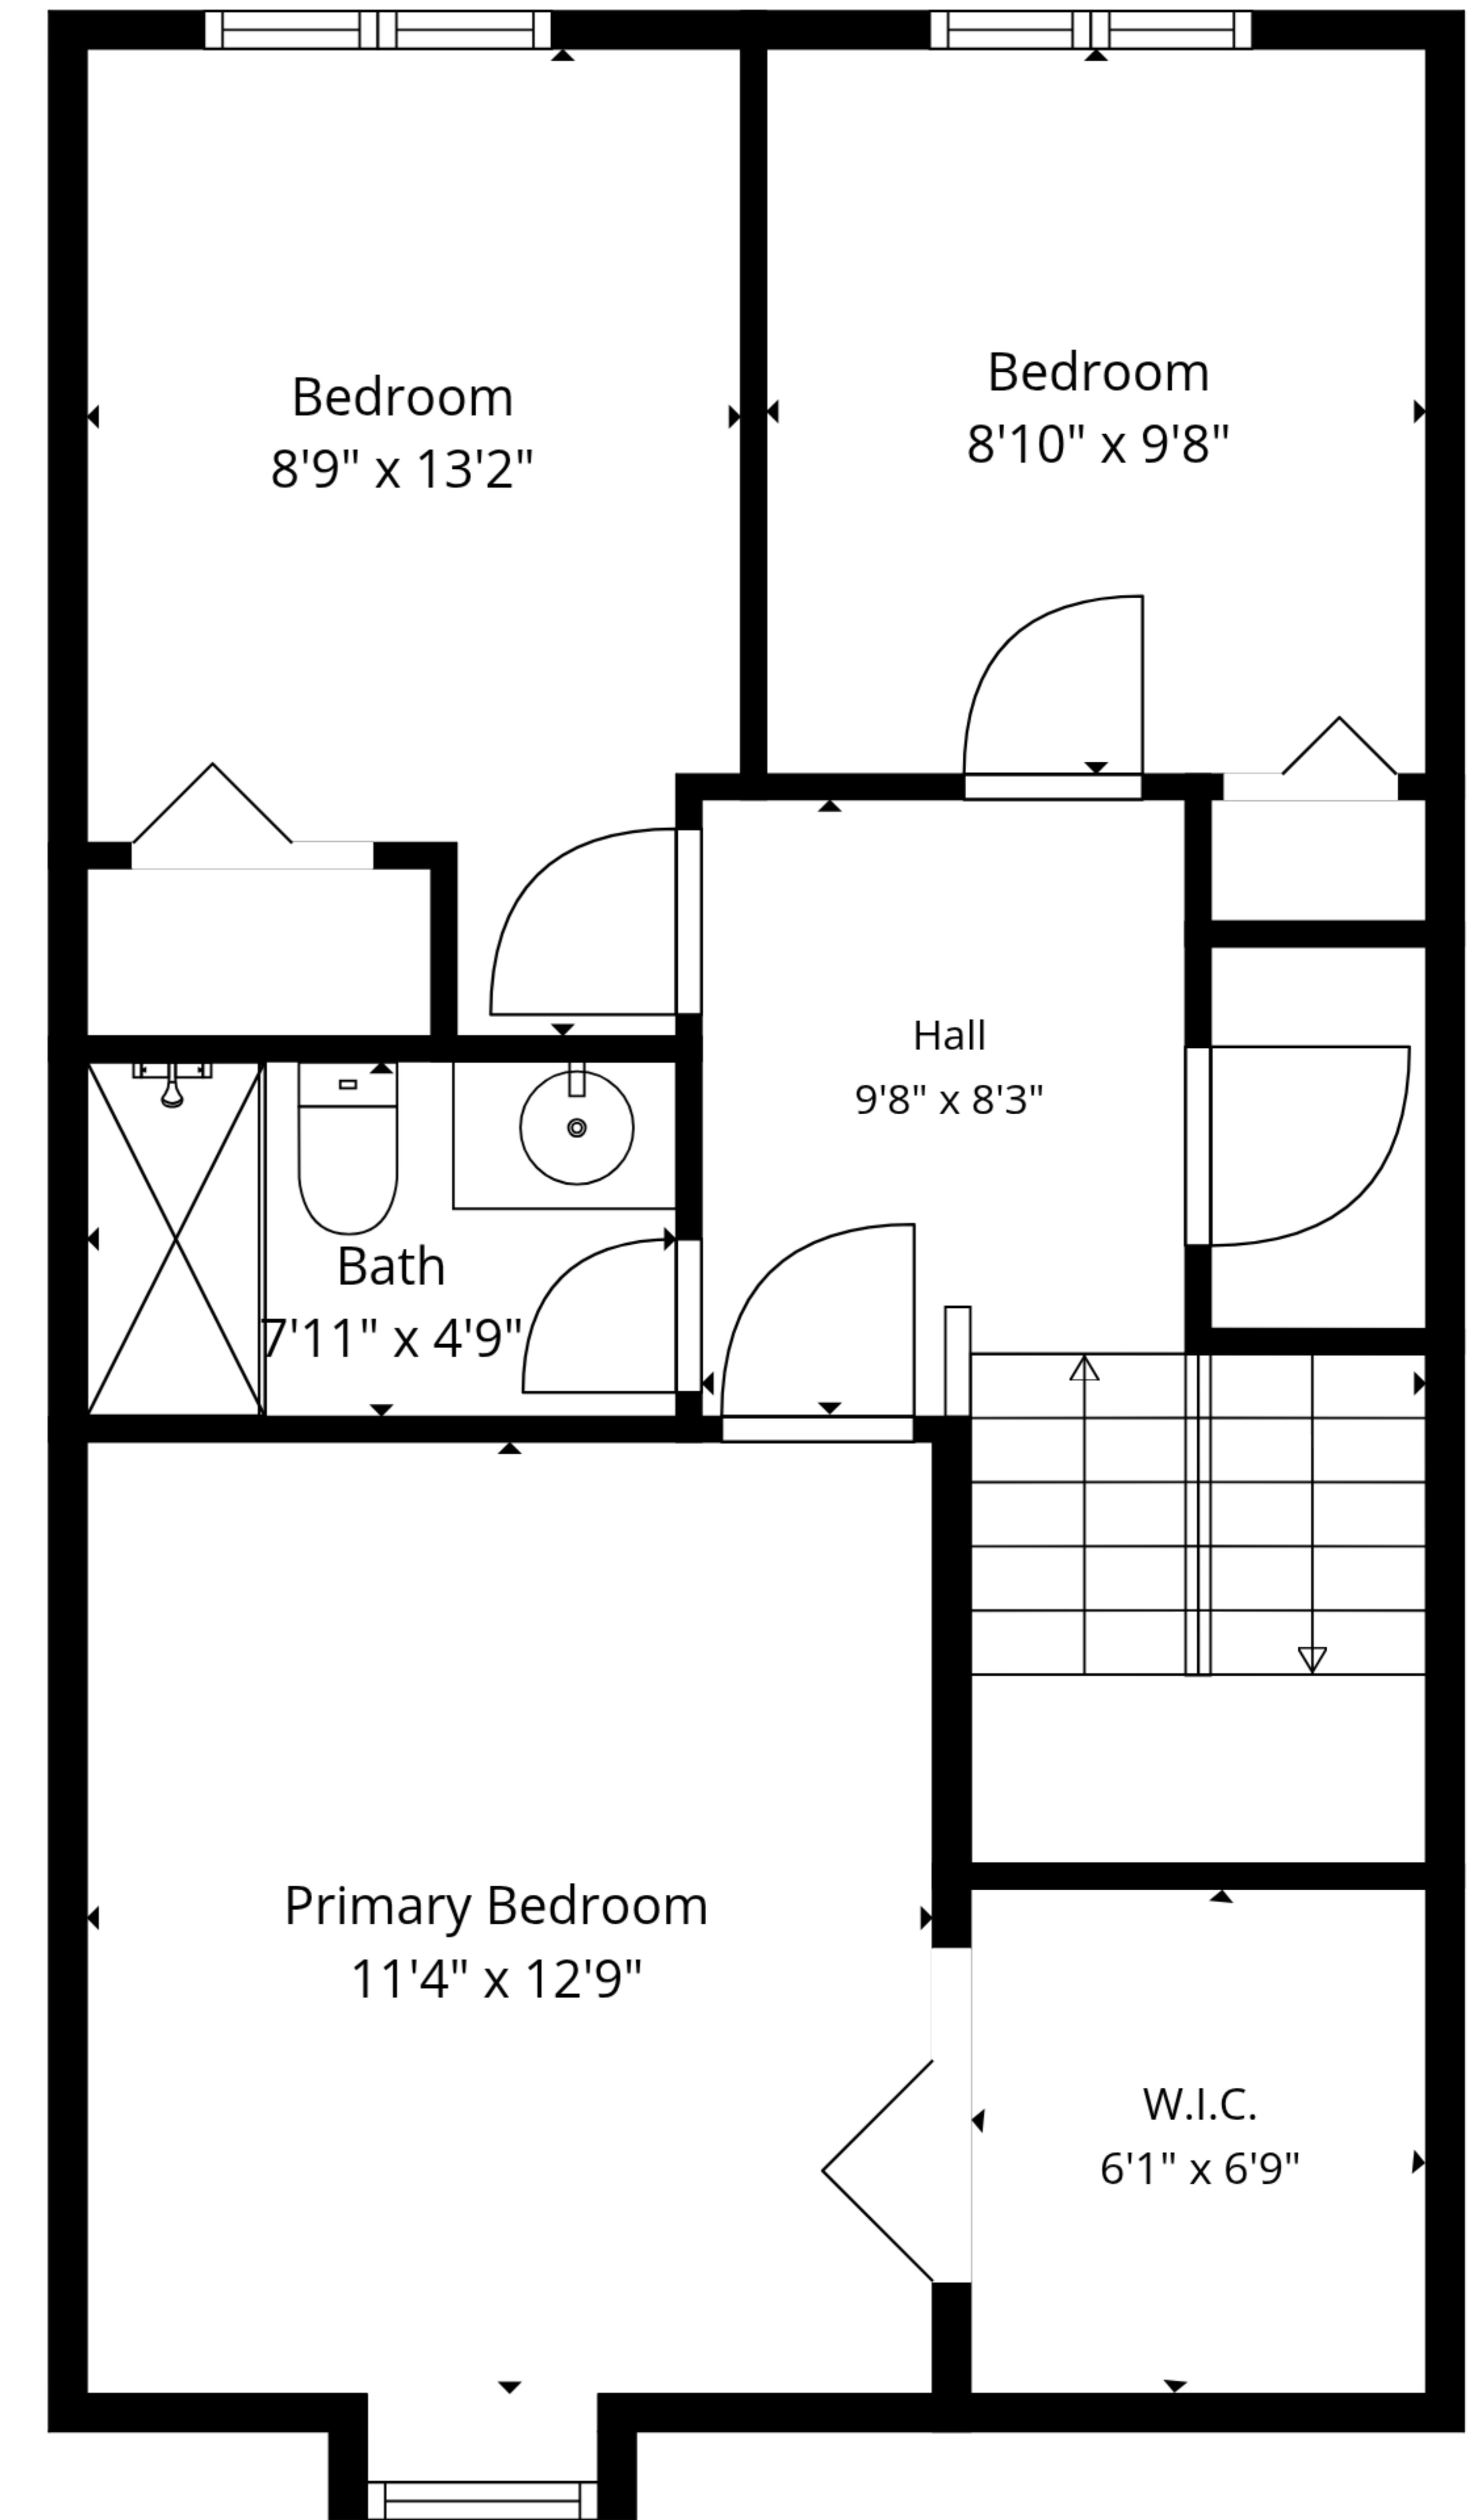 Bedroom
8'9" x 13'2"
Bedroom
8'10" x 9'8"
Hall
9'8" x 8'3"
Bath
7'11" x 4'9"
Primary Bedroom
11'4" x 12'9"
W.I.C.
6'1" x 6'9"